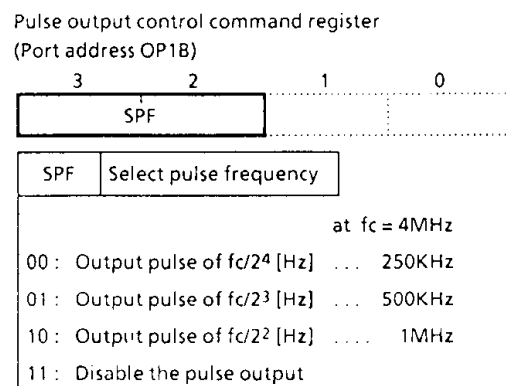 Pulse output control command register
(Port address OP1B)
3 2 1 0
SPF
SPF Select pulse frequency
at fc = 4MHz
00 : Output pulse of fc/2⁴ [Hz] ... 250KHz
01 : Output pulse of fc/2³ [Hz] ... 500KHz
10 : Output pulse of fc/2² [Hz] .... 1MHz
11 : Disable the pulse output